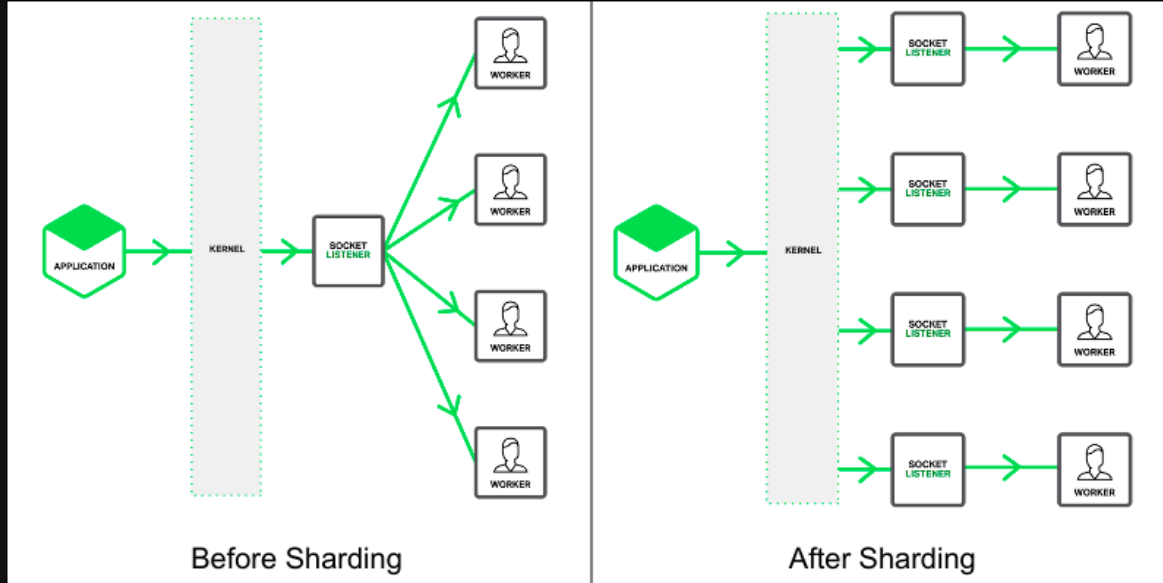 APPLICATION
KERNEL
SOCKET
LISTENER
WORKER
WORKER
WORKER
WORKER
Before Sharding
APPLICATION
KERNEL
SOCKET
LISTENER
WORKER
SOCKET
LISTENER
WORKER
SOCKET
LISTENER
WORKER
SOCKET
LISTENER
WORKER
After Sharding